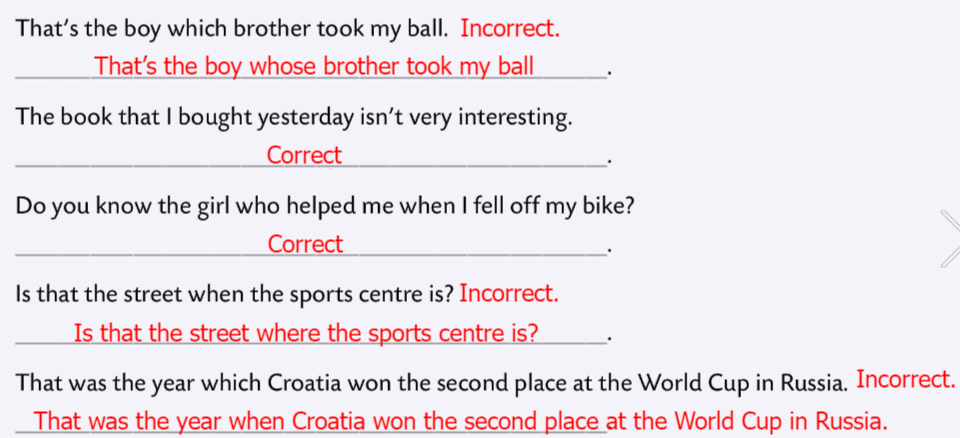 That's the boy which brother took my ball. Incorrect.
That's the boy whose brother took my ball.
The book that I bought yesterday isn't very interesting.
Correct.
Do you know the girl who helped me when I fell off my bike?
Correct.
Is that the street when the sports centre is? Incorrect.
Is that the street where the sports centre is?.
That was the year which Croatia won the second place at the World Cup in Russia. Incorrect.
That was the year when Croatia won the second place at the World Cup in Russia.